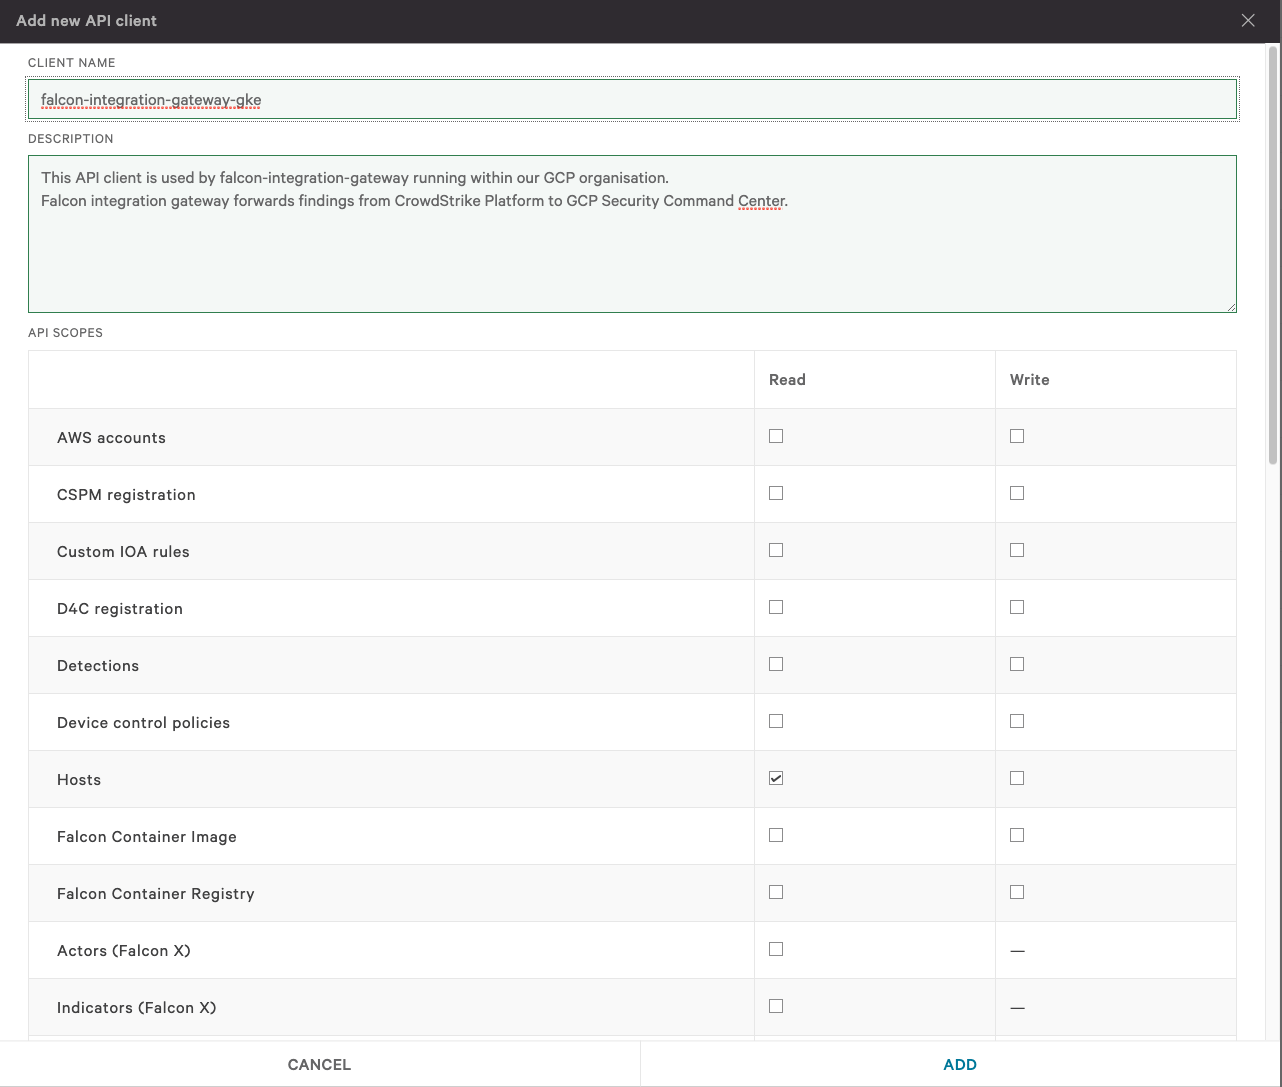 Add new API client
CLIENT NAME
falcon-integration-gateway-gke
DESCRIPTION
This API client is used by falcon-integration-gateway running within our GCP organisation.
Falcon integration gateway forwards findings from CrowdStrike Platform to GCP Security Command Center.
API SCOPES
Read Write
AWS accounts
CSPM registration
Custom IOA rules
D4C registration
Detections
Device control policies
Hosts
Falcon Container Image
Falcon Container Registry
Actors (Falcon X) —
Indicators (Falcon X) —
CANCEL ADD